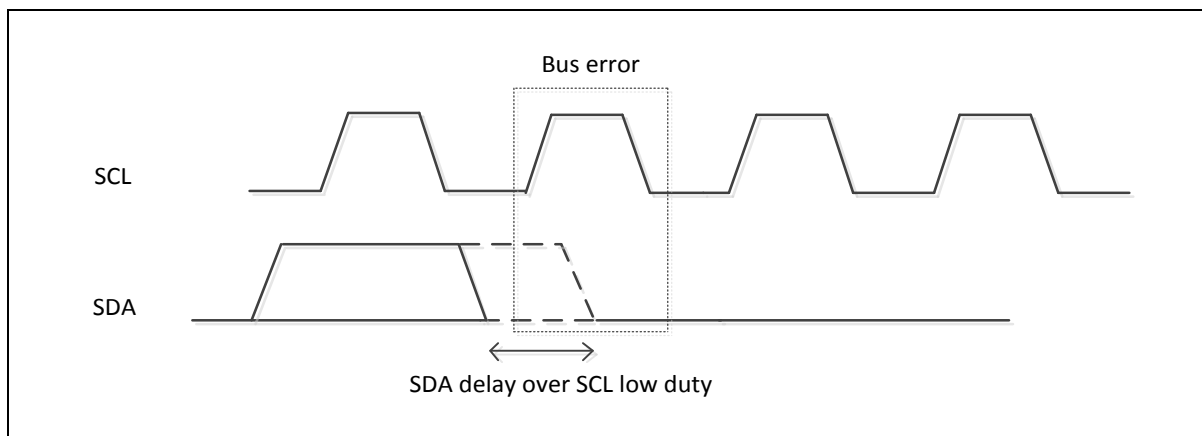 Bus error
SCL
SDA
SDA delay over SCL low duty